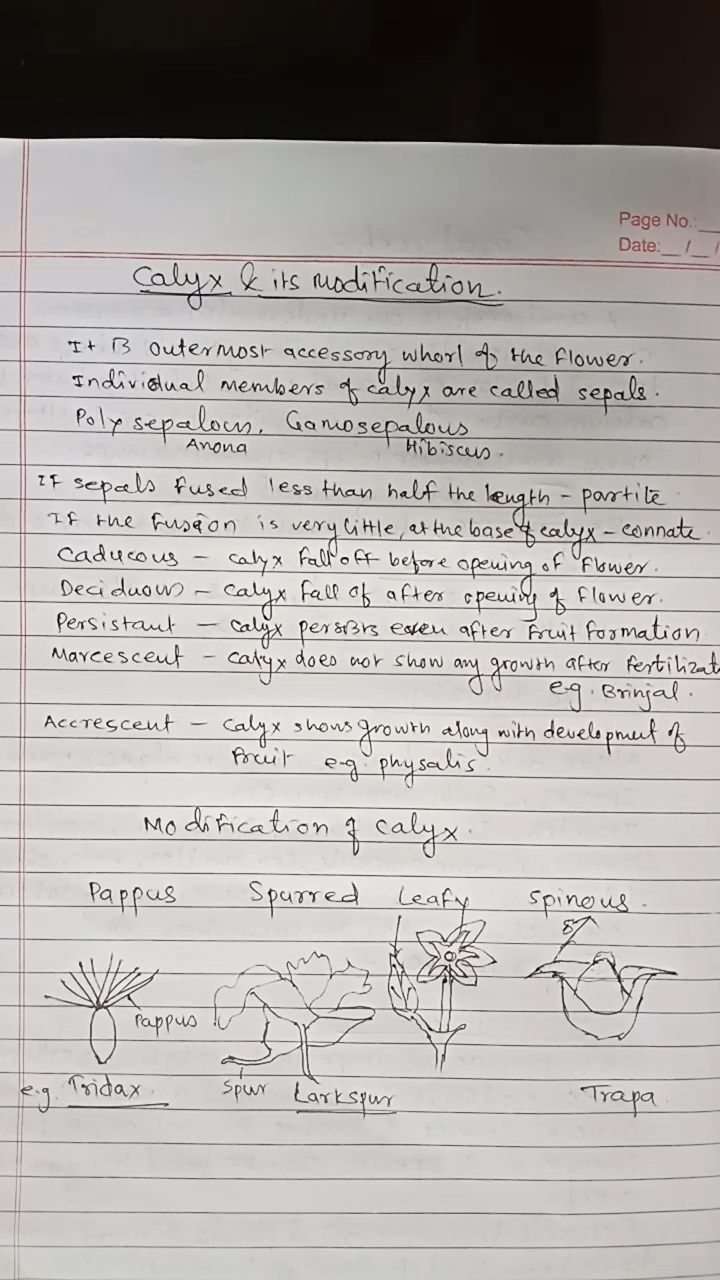 Page No.:
Date: / /
Calyx & its modification.
It is outermost accessory whorl of the flower.
Individual members of calyx are called sepals.
Polysepalous, Gamosepalous
Anona Hibiscus.
If sepals fused less than half the length - partite
If the fusion is very little, at the base of calyx - connate.
Caducous - calyx fall off before opening of flower.
Deciduous - calyx fall of after opening of flower.
Persistant - calyx persists even after fruit formation
Marcescent - calyx does not show any growth after fertilizat
e.g. Brinjal.
Accrescent - calyx shows growth along with development of
fruit e.g. physalis.
Modification of calyx.
Pappus Spurred Leafy Spinous.
Pappus
e.g. Tridax Spur Larkspur Trapa